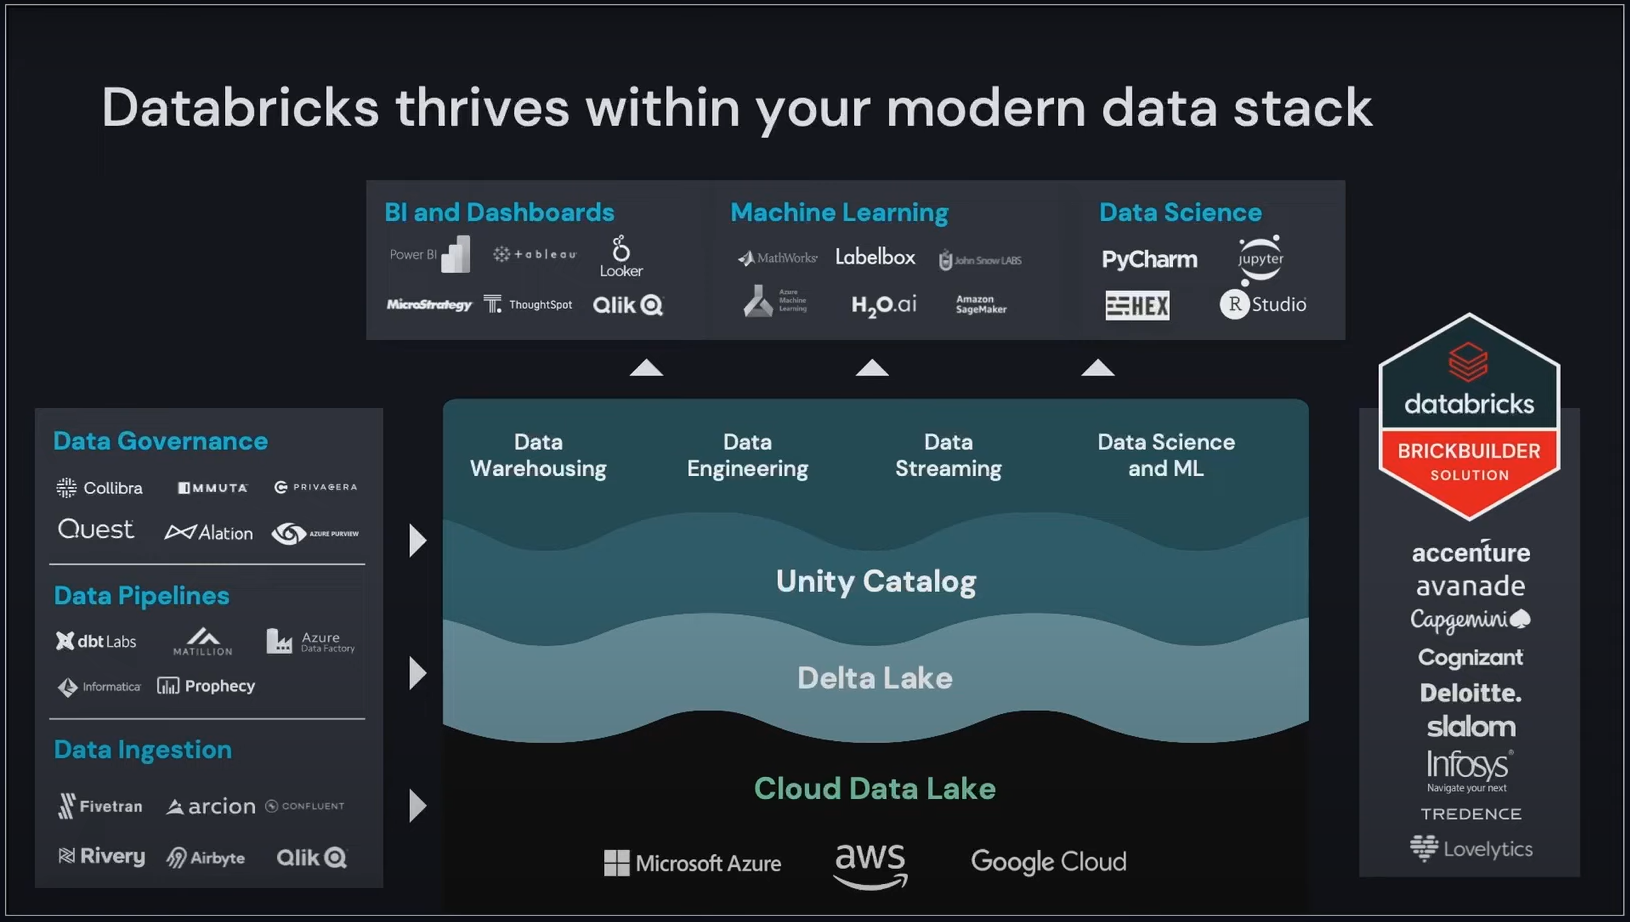 Databricks thrives within your modern data stack
BI and Dashboards
Power BI
+ableau
Looker
MicroStrategy
ThoughtSpot
Qlik
Machine Learning
MathWorks
Labelbox
John Snow LABS
Azure
Machine
Learning
H2O.ai
Amazon
SageMaker
Data Science
PyCharm
jupyter
HEX
R Studio
Data Governance
Collibra
IMMUTA
PRIVACERA
Quest
Alation
AZURE PURVIEW
Data Pipelines
dbt Labs
MATILLION
Azure
Data Factory
Informatica
Prophecy
Data Ingestion
Fivetran
arcion
CONFLUENT
Rivery
Airbyte
Qlik
Data
Warehousing
Data
Engineering
Data
Streaming
Data Science
and ML
Unity Catalog
Delta Lake
Cloud Data Lake
Microsoft Azure
aws
Google Cloud
databricks
BRICKBUILDER
SOLUTION
accenture
avanade
Capgemini
Cognizant
Deloitte.
slalom
Infosys®
Navigate your next
TREDENCE
Lovelytics